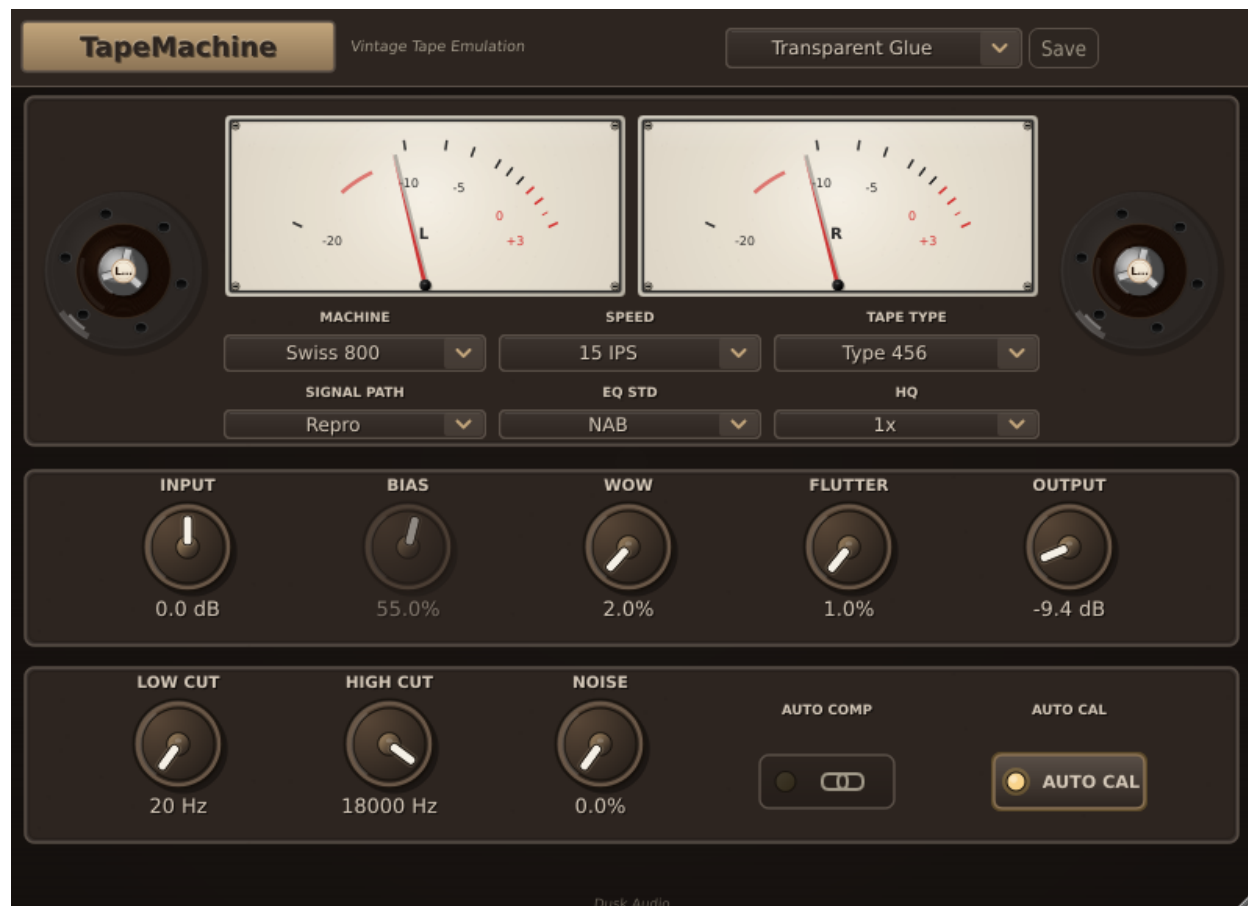 TapeMachine
Vintage Tape Emulation
Transparent Glue
Save
-20 -10 -5 0 +3 L
-20 -10 -5 0 +3 R
L...
L...
MACHINE SPEED TAPE TYPE
Swiss 800 15 IPS Type 456
SIGNAL PATH EQ STD HQ
Repro NAB 1x
INPUT BIAS WOW FLUTTER OUTPUT
0.0 dB 55.0% 2.0% 1.0% -9.4 dB
LOW CUT HIGH CUT NOISE
AUTO COMP AUTO CAL
AUTO CAL
20 Hz 18000 Hz 0.0%
Dusk Audio